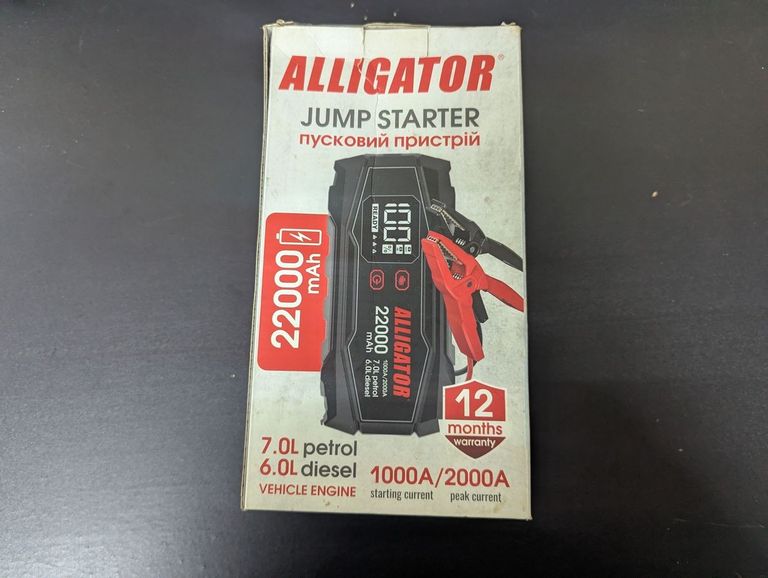 ALLIGATOR®
JUMP STARTER
пусковий пристрій
22000
mAh
100
%
READY
ALLIGATOR
22000
mAh
1000A/2000A
7.0L petrol
6.0L diesel
12
months
warranty
7.0L petrol
6.0L diesel
VEHICLE ENGINE
1000A/2000A
starting current peak current